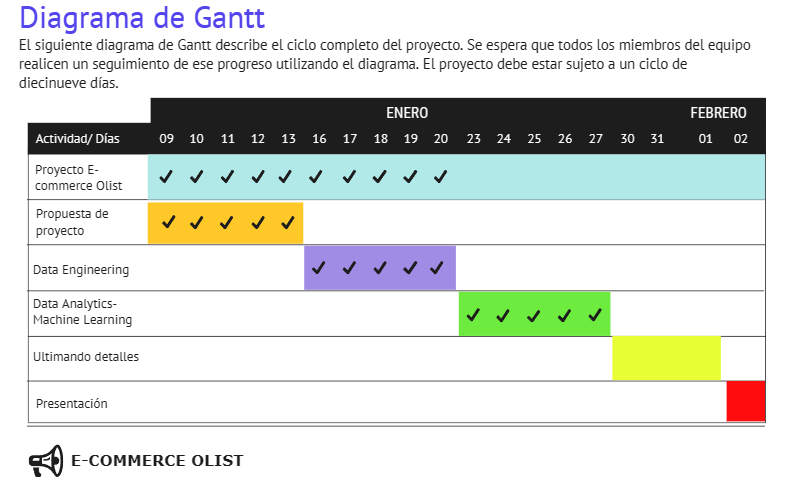 Diagrama de Gantt
El siguiente diagrama de Gantt describe el ciclo completo del proyecto. Se espera que todos los miembros del equipo
realicen un seguimiento de ese progreso utilizando el diagrama. El proyecto debe estar sujeto a un ciclo de
diecinueve días.
ENERO FEBRERO
Actividad/ Días 09 10 11 12 13 16 17 18 19 20 23 24 25 26 27 30 31 01 02
Proyecto E-
commerce Olist
Propuesta de
proyecto
Data Engineering
Data Analytics-
Machine Learning
Ultimando detalles
Presentación
E-COMMERCE OLIST